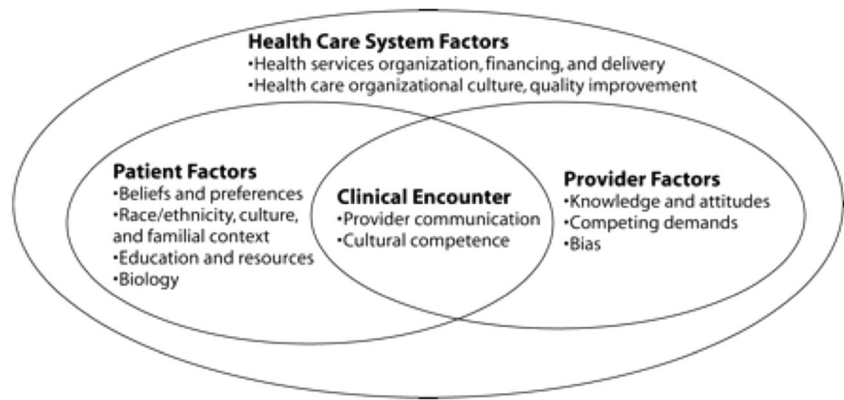 Health Care System Factors
•Health services organization, financing, and delivery
•Health care organizational culture, quality improvement
Patient Factors
•Beliefs and preferences
•Race/ethnicity, culture,
and familial context
•Education and resources
•Biology
Clinical Encounter
•Provider communication
•Cultural competence
Provider Factors
•Knowledge and attitudes
•Competing demands
•Bias